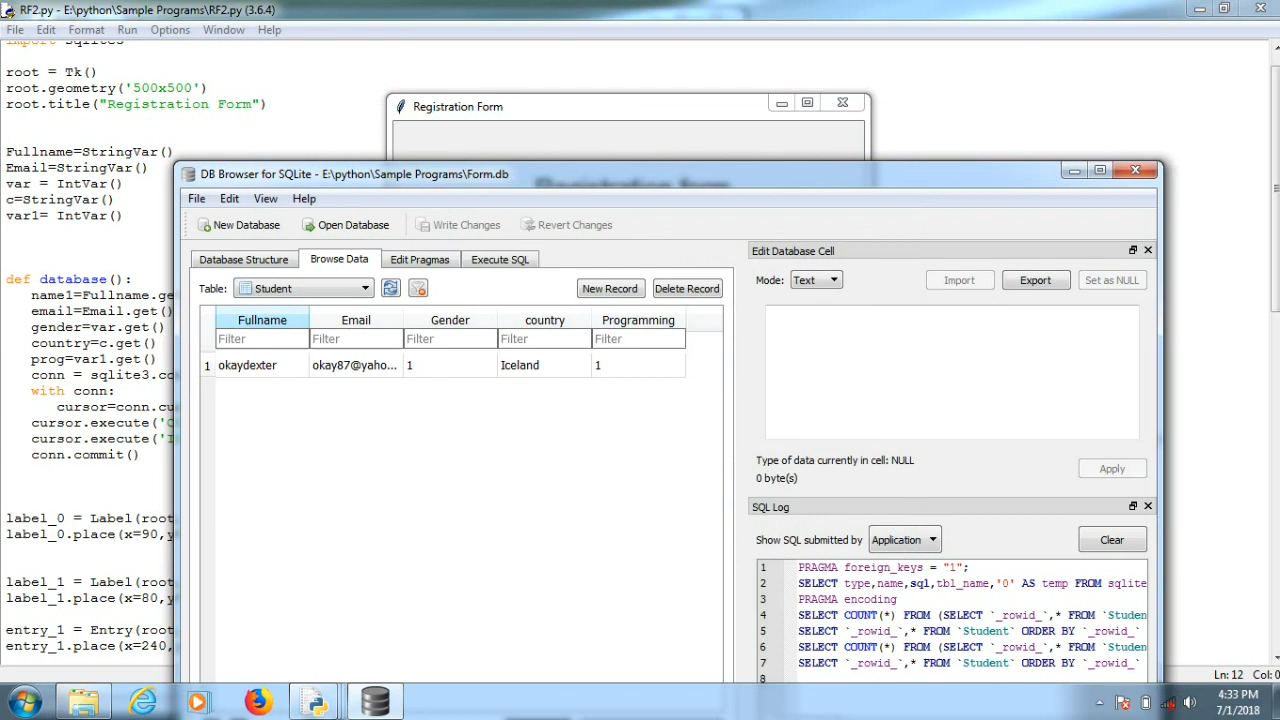 RF2.py - E:\python\Sample Programs\RF2.py (3.6.4)
File Edit Format Run Options Window Help
import sqlite3
root = Tk()
root.geometry('500x500')
root.title("Registration Form")
Registration Form
Fullname=StringVar()
Email=StringVar()
var = IntVar()
c=StringVar()
var1= IntVar()
Registration form
DB Browser for SQLite - E:\python\Sample Programs\Form.db
File Edit View Help
New Database Open Database Write Changes Revert Changes
Database Structure Browse Data Edit Pragmas Execute SQL
Table: Student New Record Delete Record
Fullname Email Gender country Programming
Filter Filter Filter Filter Filter
1 okaydexter okay87@yaho... 1 Iceland 1
def database():
name1=Fullname.ge
email=Email.get()
gender=var.get()
country=c.get()
prog=var1.get()
conn = sqlite3.co
with conn:
cursor=conn.cu
cursor.execute('C
cursor.execute('I
conn.commit()
label_0 = Label(root
label_0.place(x=90,y
label_1 = Label(root
label_1.place(x=80,y
entry_1 = Entry(root
entry_1.place(x=240,
Edit Database Cell
Mode: Text Import Export Set as NULL
Type of data currently in cell: NULL
0 byte(s)
Apply
SQL Log
Show SQL submitted by Application Clear
1 PRAGMA foreign_keys = "1";
2 SELECT type,name,sql,tbl_name,'0' AS temp FROM sqlite
3 PRAGMA encoding
4 SELECT COUNT(*) FROM (SELECT `_rowid_`,* FROM `Studen
5 SELECT `_rowid_`,* FROM `Student` ORDER BY `_rowid_`
6 SELECT COUNT(*) FROM (SELECT `_rowid_`,* FROM `Studen
7 SELECT `_rowid_`,* FROM `Student` ORDER BY `_rowid_`
8
Ln: 12 Col: 0
4:33 PM
7/1/2018